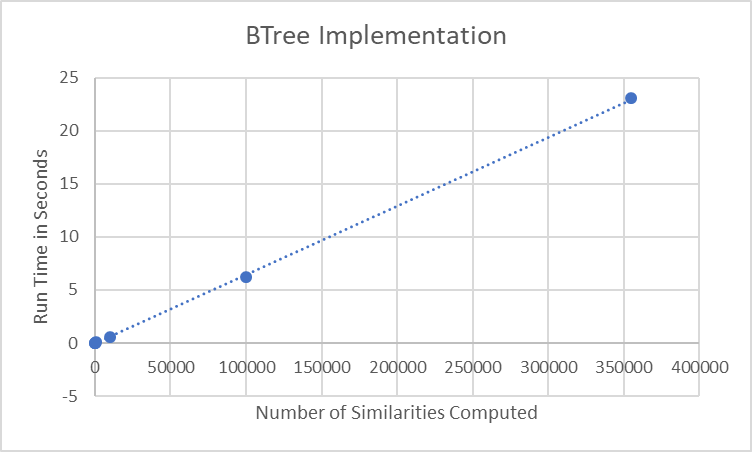 BTree Implementation
25
20
15
10
5
0
-5
0 50000 100000 150000 200000 250000 300000 350000 400000
Run Time in Seconds
Number of Similarities Computed